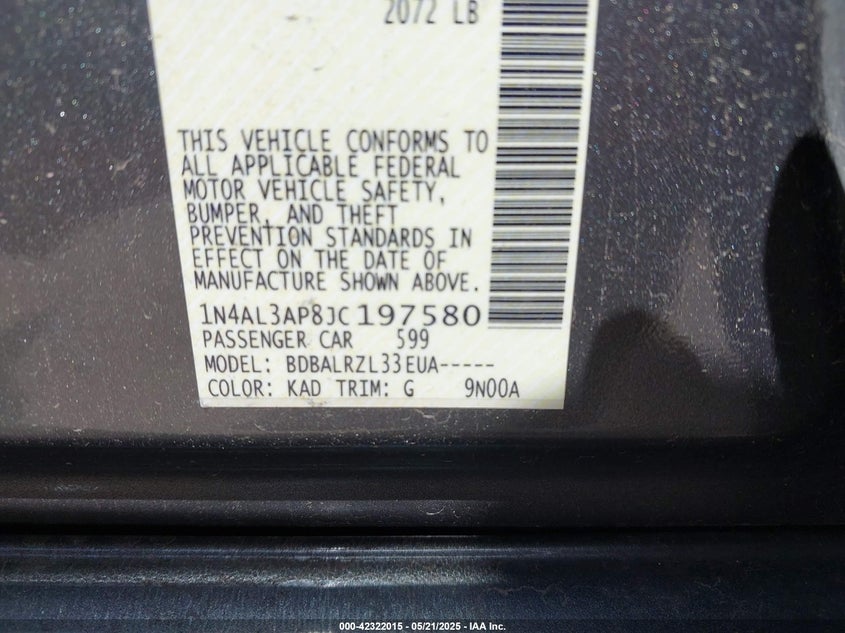 2072 LB
THIS VEHICLE CONFORMS TO
ALL APPLICABLE FEDERAL
MOTOR VEHICLE SAFETY,
BUMPER, AND THEFT
PREVENTION STANDARDS IN
EFFECT ON THE DATE OF
MANUFACTURE SHOWN ABOVE.
1N4AL3AP8JC197580
PASSENGER CAR 599
MODEL: BDBALRZL33EUA-----
COLOR: KAD TRIM: G 9N00A
000-42322015 - 05/21/2025 - IAA Inc.